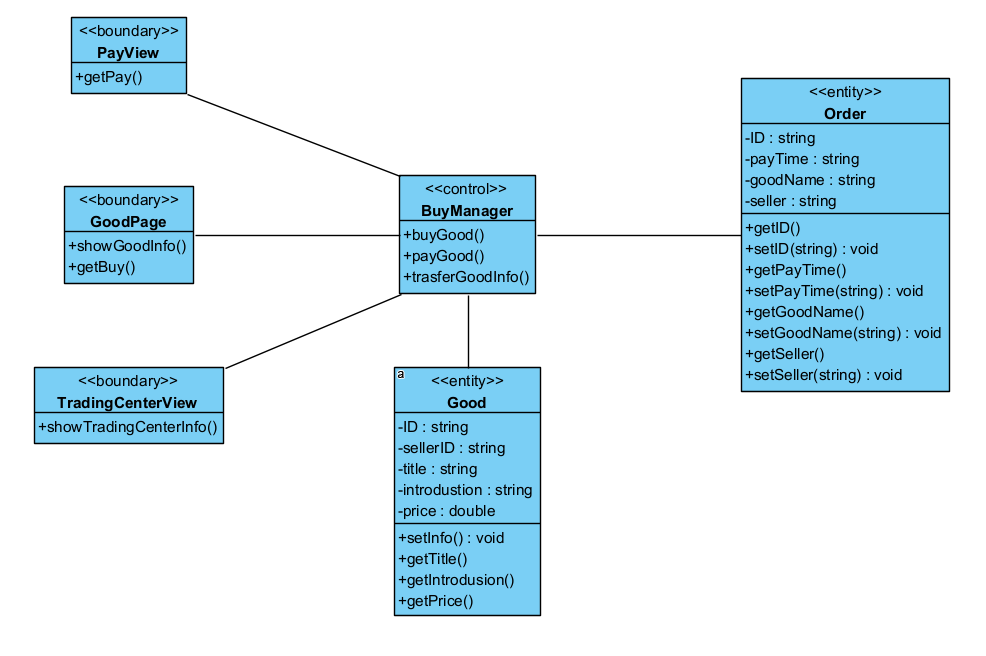 <<boundary>>
PayView
+getPay()
<<boundary>>
GoodPage
+showGoodInfo()
+getBuy()
<<boundary>>
TradingCenterView
+showTradingCenterInfo()
<<control>>
BuyManager
+buyGood()
+payGood()
+trasferGoodInfo()
a
<<entity>>
Good
-ID : string
-sellerID : string
-title : string
-introdustion : string
-price : double
+setInfo() : void
+getTitle()
+getIntrodusion()
+getPrice()
<<entity>>
Order
-ID : string
-payTime : string
-goodName : string
-seller : string
+getID()
+setID(string) : void
+getPayTime()
+setPayTime(string) : void
+getGoodName()
+setGoodName(string) : void
+getSeller()
+setSeller(string) : void